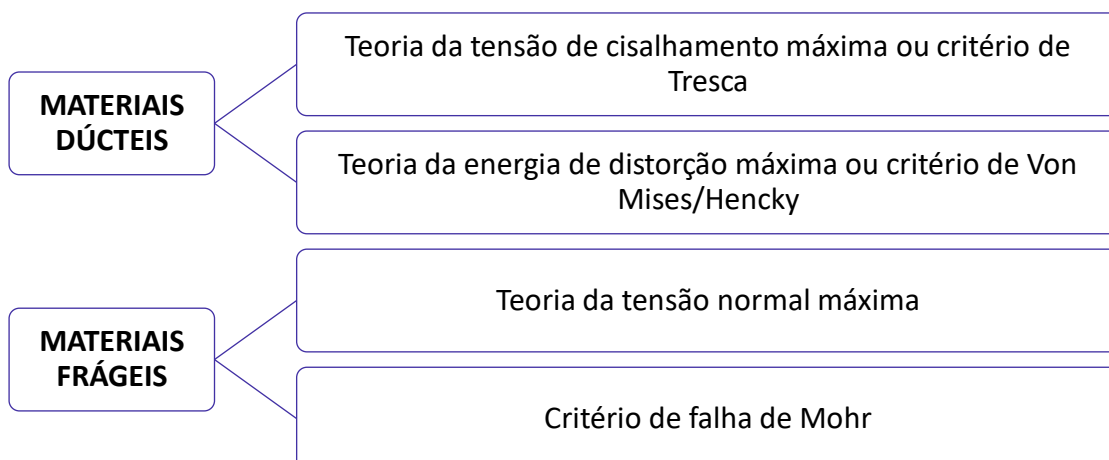 MATERIAIS
DÚCTEIS
Teoria da tensão de cisalhamento máxima ou critério de
Tresca
Teoria da energia de distorção máxima ou critério de Von
Mises/Hencky
MATERIAIS
FRÁGEIS
Teoria da tensão normal máxima
Critério de falha de Mohr